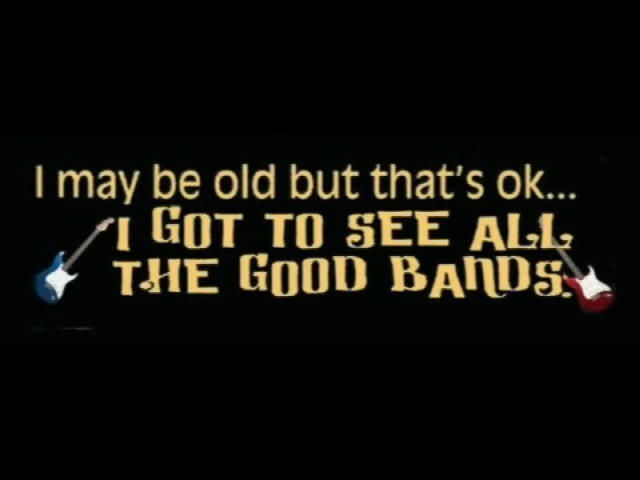 I may be old but that's ok...
I GOT TO SEE ALL
THE GOOD BANDS.